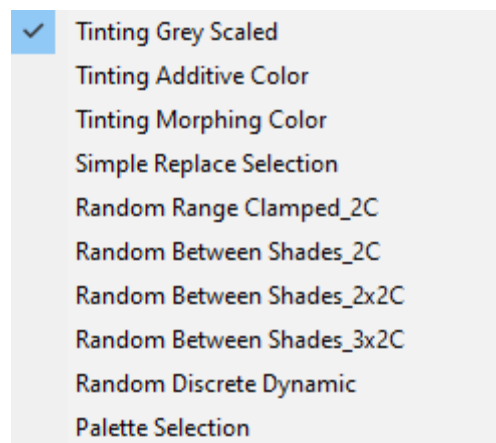 Tinting Grey Scaled
Tinting Additive Color
Tinting Morphing Color
Simple Replace Selection
Random Range Clamped_2C
Random Between Shades_2C
Random Between Shades_2x2C
Random Between Shades_3x2C
Random Discrete Dynamic
Palette Selection